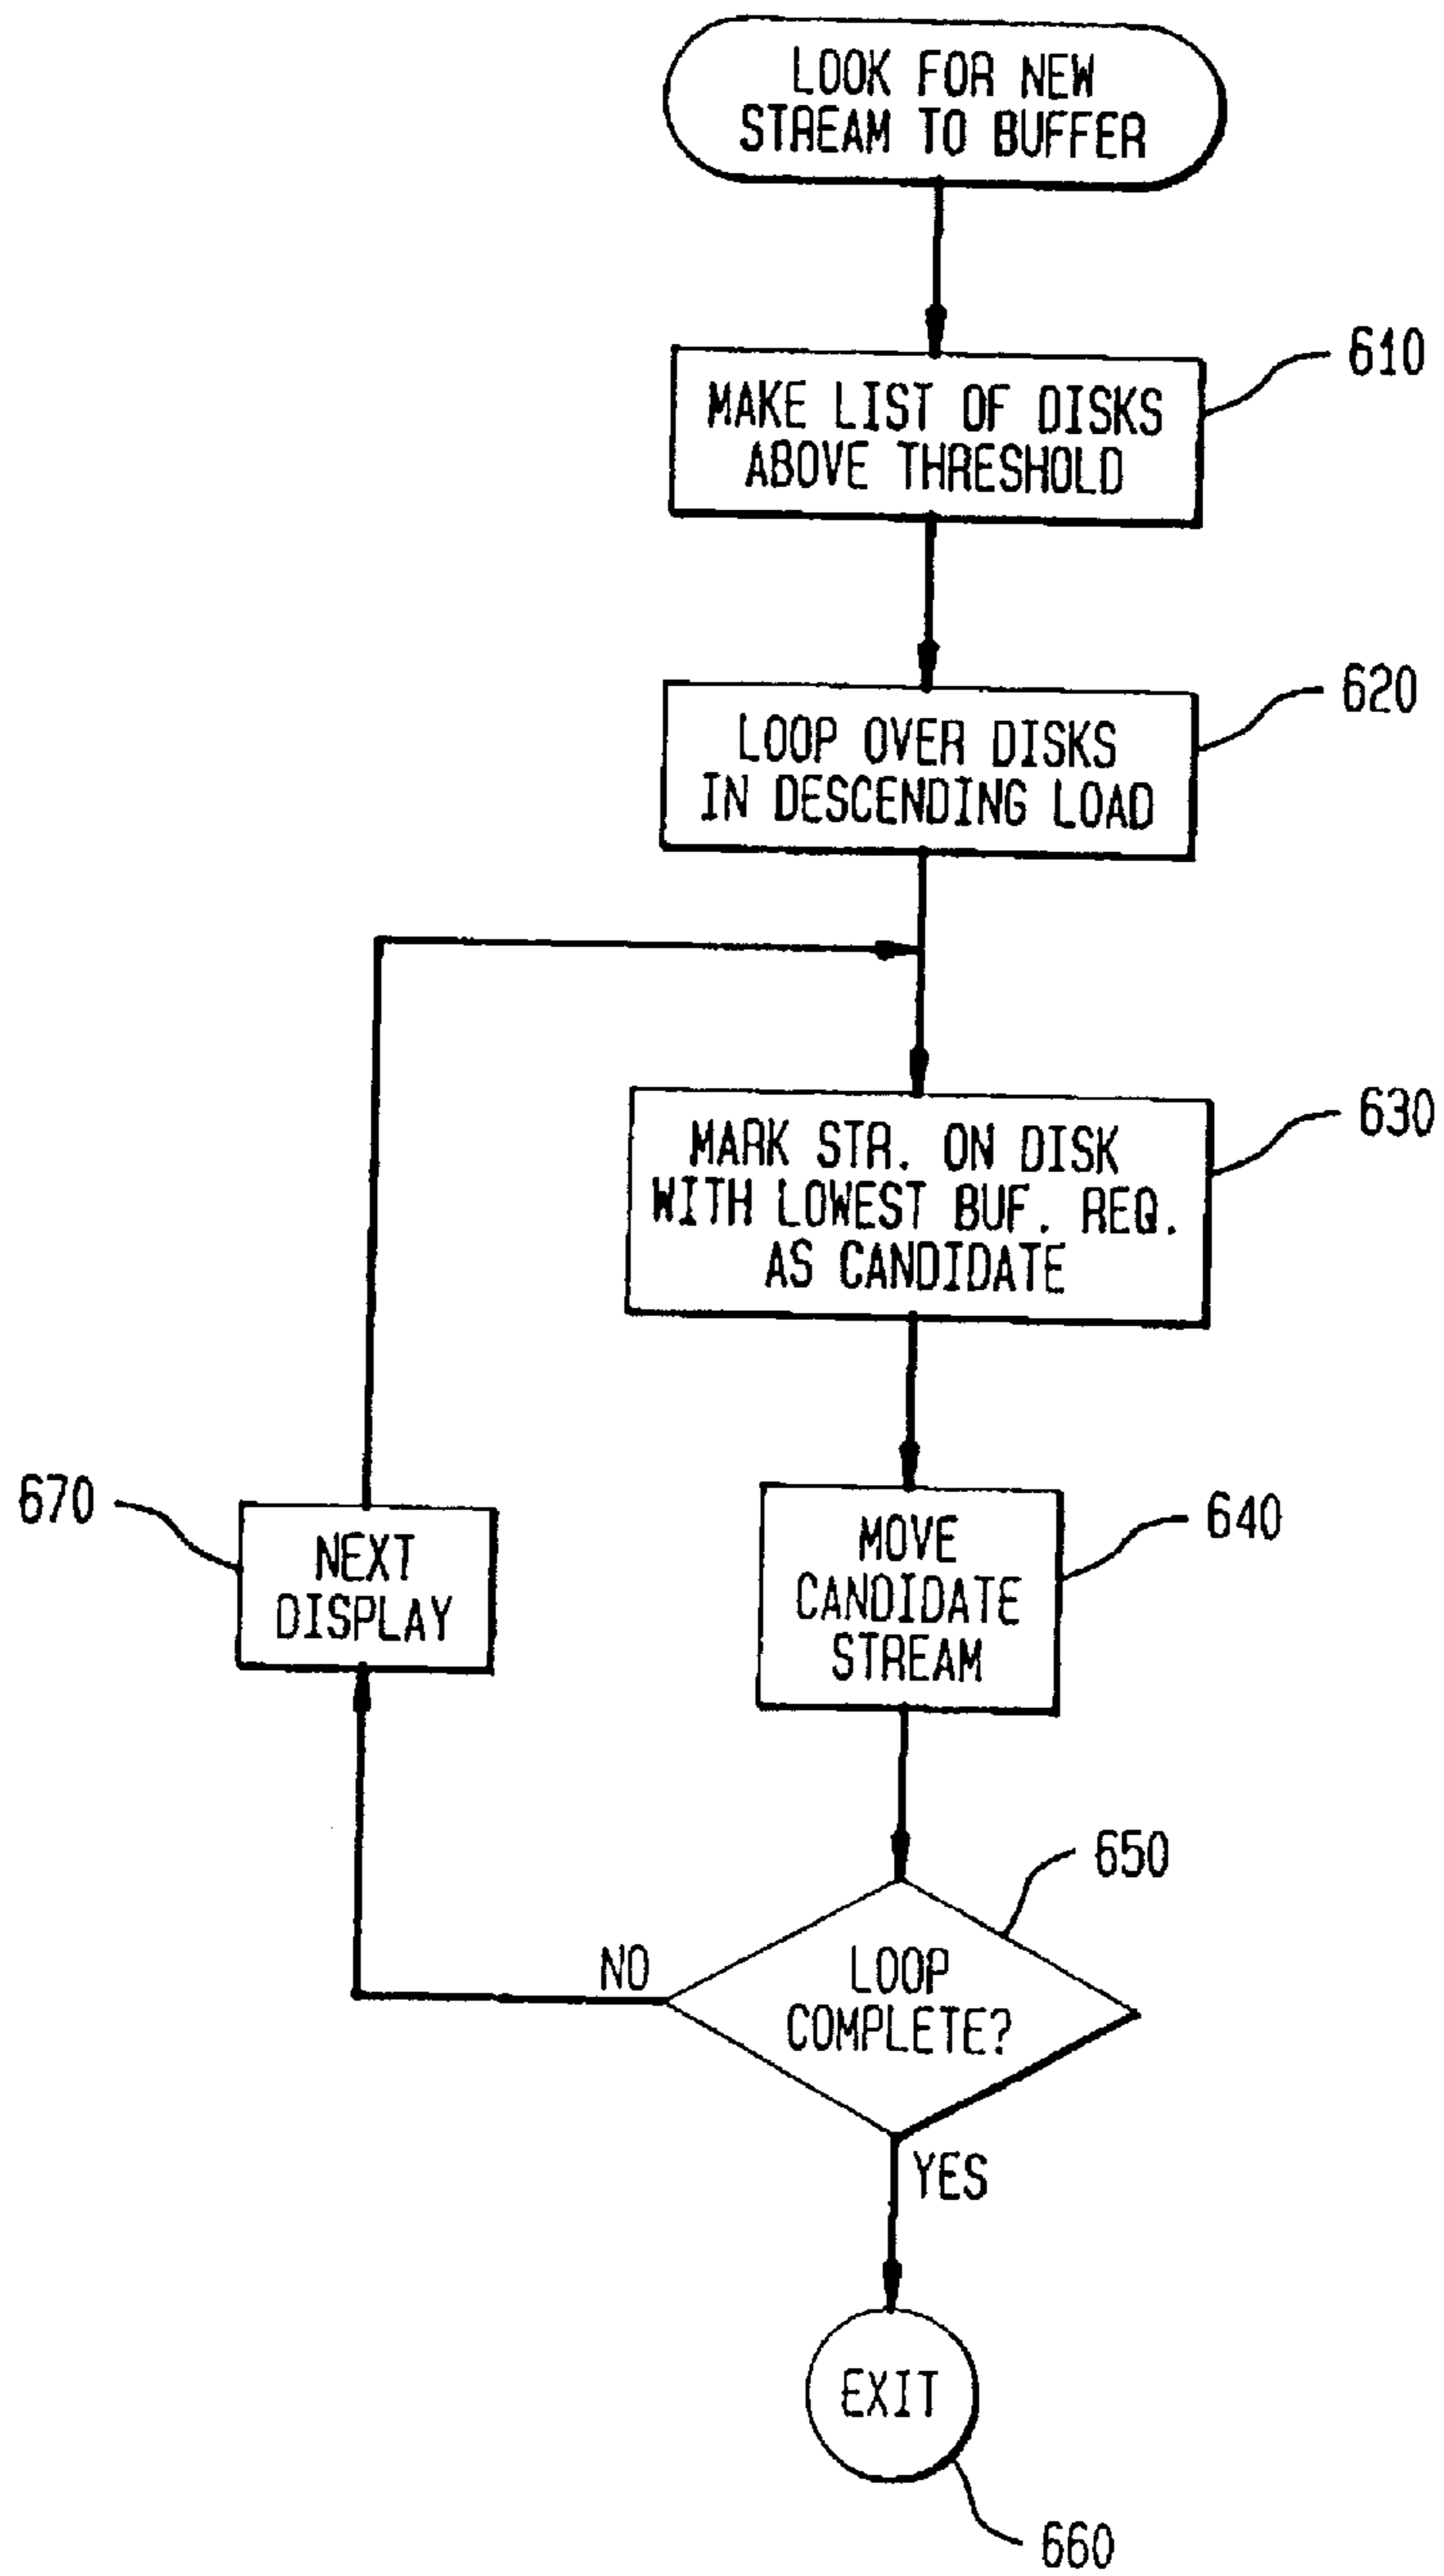 LOOK FOR NEW
STREAM TO BUFFER
610
MAKE LIST OF DISKS
ABOVE THRESHOLD
620
LOOP OVER DISKS
IN DESCENDING LOAD
630
MARK STR. ON DISK
WITH LOWEST BUF. REQ.
AS CANDIDATE
670
NEXT
DISPLAY
640
MOVE
CANDIDATE
STREAM
650
NO
LOOP
COMPLETE?
YES
EXIT
660